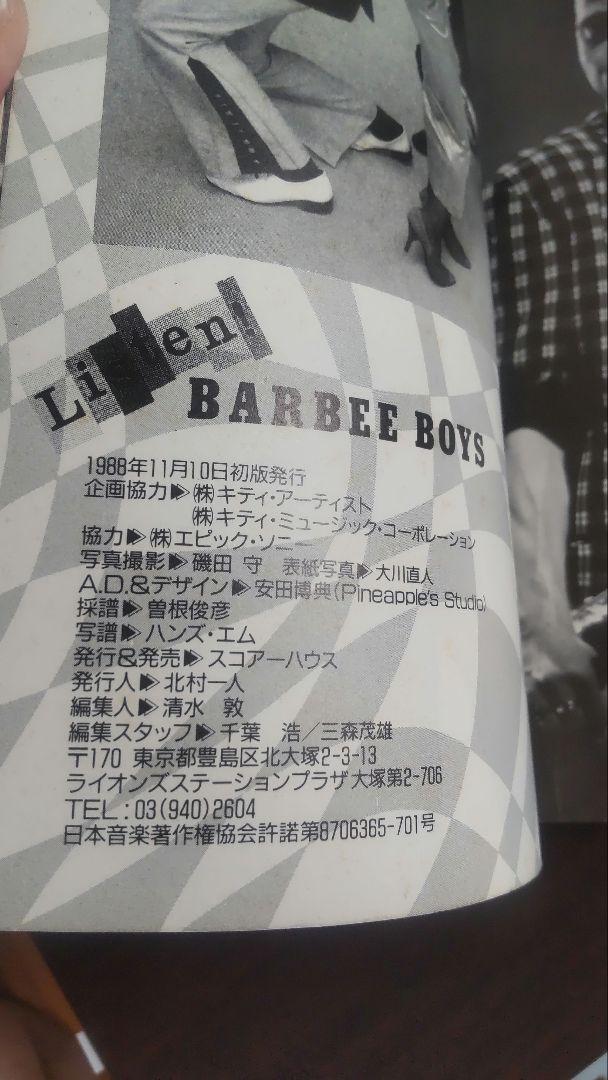 Listen!
BARBEE BOYS
1988年11月10日初版発行
企画協力▶(株)キティ・アーティスト
(株)キティ・ミュージック・コーポレーション
協力▶(株)エピック・ソニー
写真撮影▶磯田 守 表紙写真▶大川直人
A.D.&デザイン▶安田博典(Pineapple's Studio)
採譜▶曽根俊彦
写譜▶ハンズ・エム
発行&発売▶スコアーハウス
発行人▶北村一人
編集人▶清水 敦
編集スタッフ▶千葉 浩/三森茂雄
〒170 東京都豊島区北大塚2-3-13
ライオンズステーションプラザ大塚第2-706
TEL:03(940)2604
日本音楽著作権協会許諾第8706365-701号